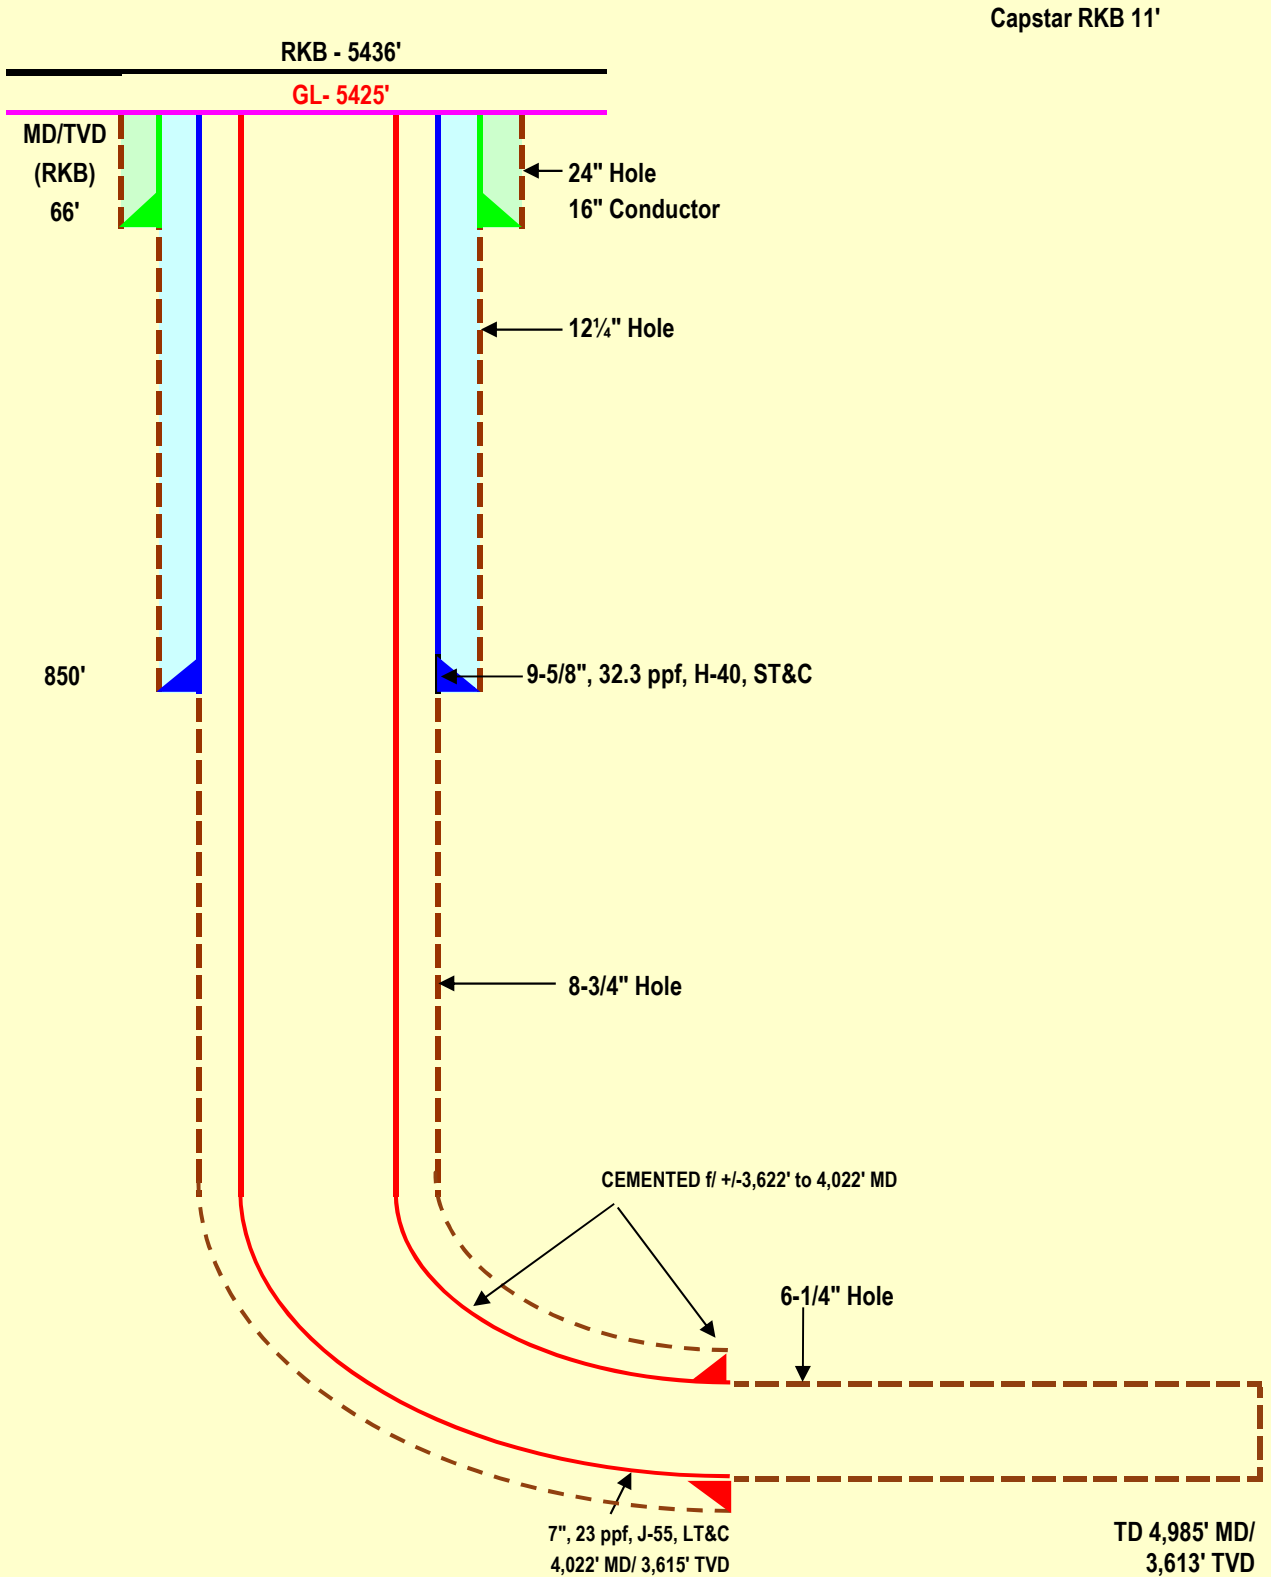 Capstar RKB 11'
RKB - 5436'
GL- 5425'
MD/TVD
(RKB)
66'
24" Hole
16" Conductor
12¼" Hole
850'
9-5/8", 32.3 ppf, H-40, ST&C
8-3/4" Hole
CEMENTED f/ +/-3,622' to 4,022' MD
6-1/4" Hole
7", 23 ppf, J-55, LT&C
4,022' MD/ 3,615' TVD
TD 4,985' MD/
3,613' TVD